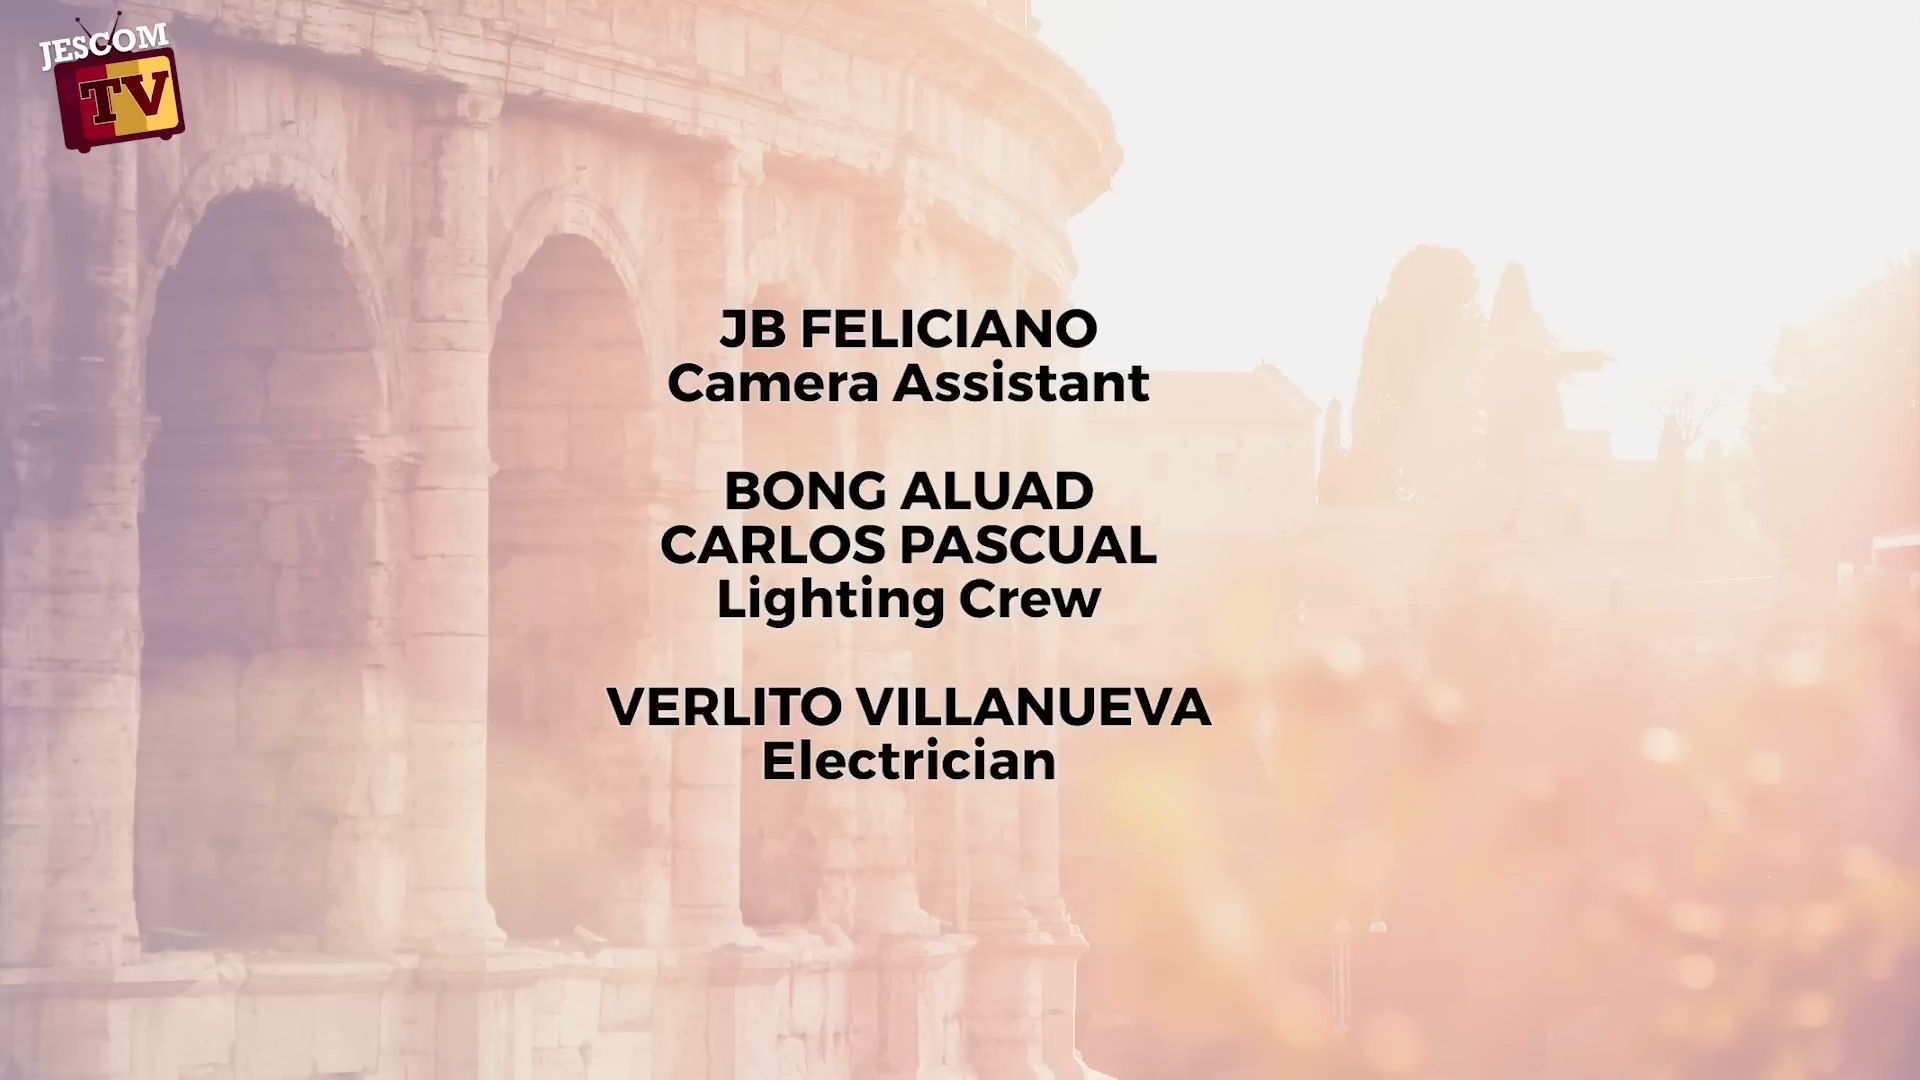 JESCOM
TV
JB FELICIANO
Camera Assistant
BONG ALUAD
CARLOS PASCUAL
Lighting Crew
VERLITO VILLANUEVA
Electrician